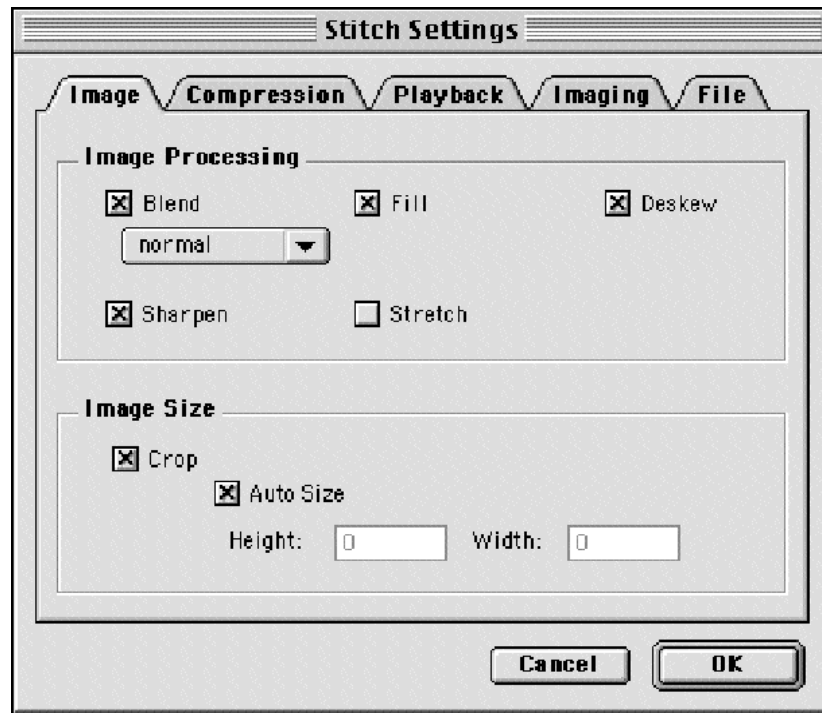 Stitch Settings
Image Compression Playback Imaging File
Image Processing
Blend Fill Deskew
normal
Sharpen Stretch
Image Size
Crop
Auto Size
Height: 0 Width: 0
Cancel OK